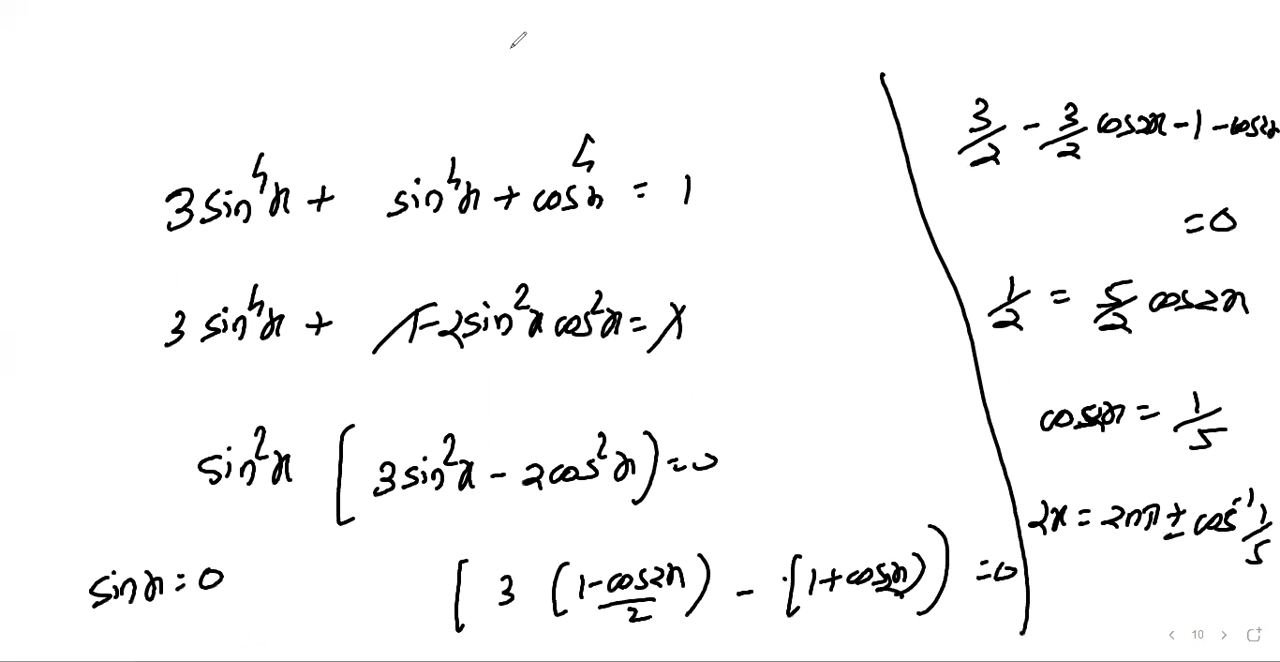 3sin⁴x + sin⁴x + cos⁴x = 1
3 sin⁴x + 1 - 2sin²x cos²x = 1
sin²x [3sin²x - 2cos²x] = 0
sinx = 0 [3 (1-cos2x)/2 - [1+cos2x)] = 0
3/2 - 3/2 cos2x - 1 - cos2x
= 0
1/2 = 5/2 cos2x
cos2x = 1/5
2x = 2nπ ± cos⁻¹ 1/5
10